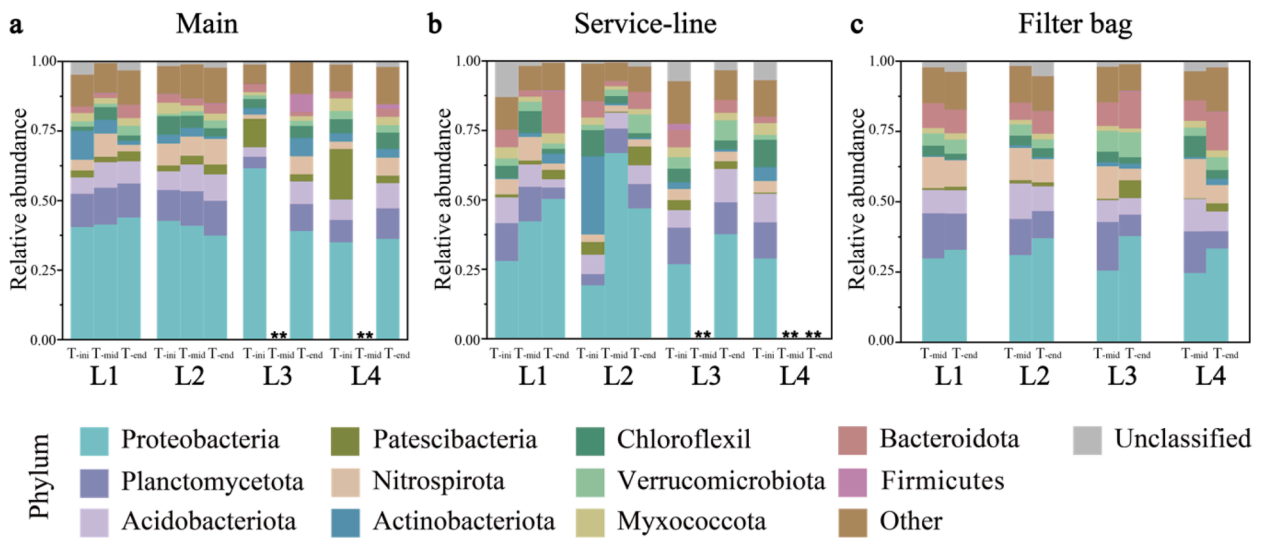 a Main
b Service-line
c Filter bag
Relative abundance
1.00
0.75
0.50
0.25
0.00
** **
T-ini T-mid T-end T-ini T-mid T-end T-ini T-mid T-end T-ini T-mid T-end
L1 L2 L3 L4
Relative abundance
1.00
0.75
0.50
0.25
0.00
** ** **
T-ini T-mid T-end T-ini T-mid T-end T-ini T-mid T-end T-ini T-mid T-end
L1 L2 L3 L4
Relative abundance
1.00
0.75
0.50
0.25
0.00
T-mid T-end T-mid T-end T-mid T-end T-mid T-end
L1 L2 L3 L4
Phylum
Proteobacteria Patescibacteria Chloroflexil Bacteroidota Unclassified
Planctomycetota Nitrospirota Verrucomicrobiota Firmicutes
Acidobacteriota Actinobacteriota Myxococcota Other